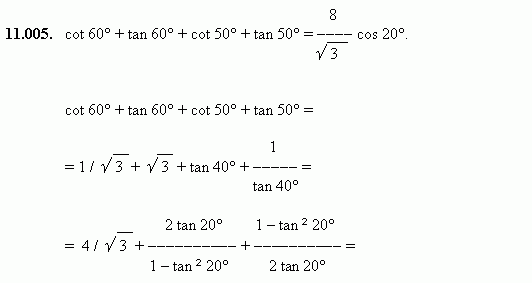 11.005. cot 60° + tan 60° + cot 50° + tan 50° = 8 / √3 cos 20°.
cot 60° + tan 60° + cot 50° + tan 50° =
= 1 / √3 + √3 + tan 40° + 1 / tan 40° =
= 4 / √3 + 2 tan 20° / 1 – tan² 20° + 1 – tan² 20° / 2 tan 20° =